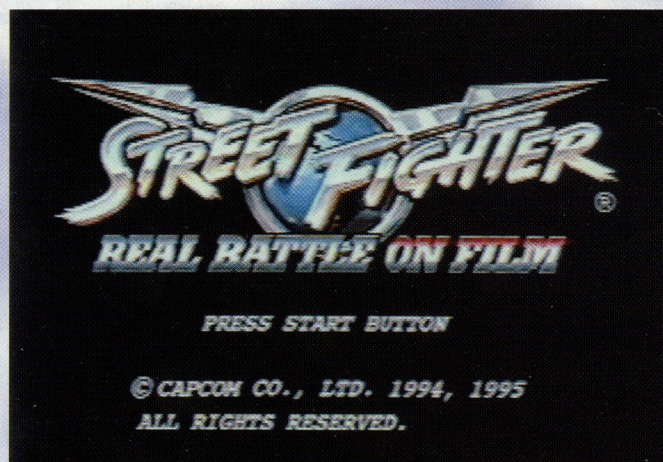 STREET FIGHTER ®
REAL BATTLE ON FILM
PRESS START BUTTON
© CAPCOM CO., LTD. 1994, 1995
ALL RIGHTS RESERVED.